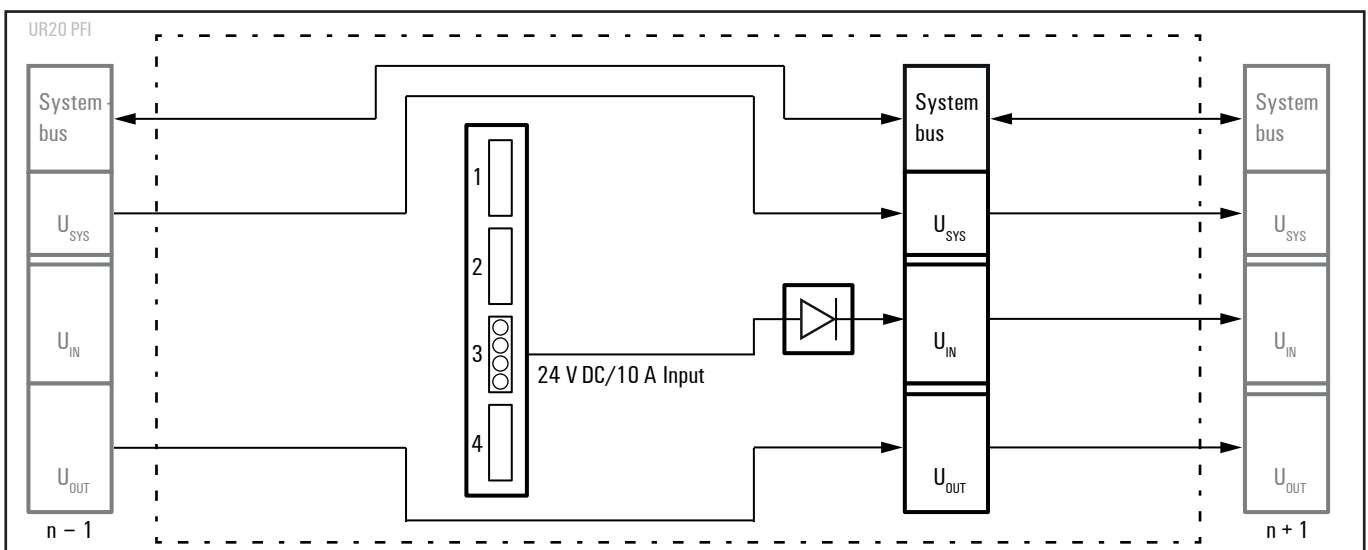 UR20 PFI
System
bus
U_SYS
U_IN
U_OUT
n – 1
1
2
3
4
24 V DC/10 A Input
System
bus
U_SYS
U_IN
U_OUT
System
bus
U_SYS
U_IN
U_OUT
n + 1